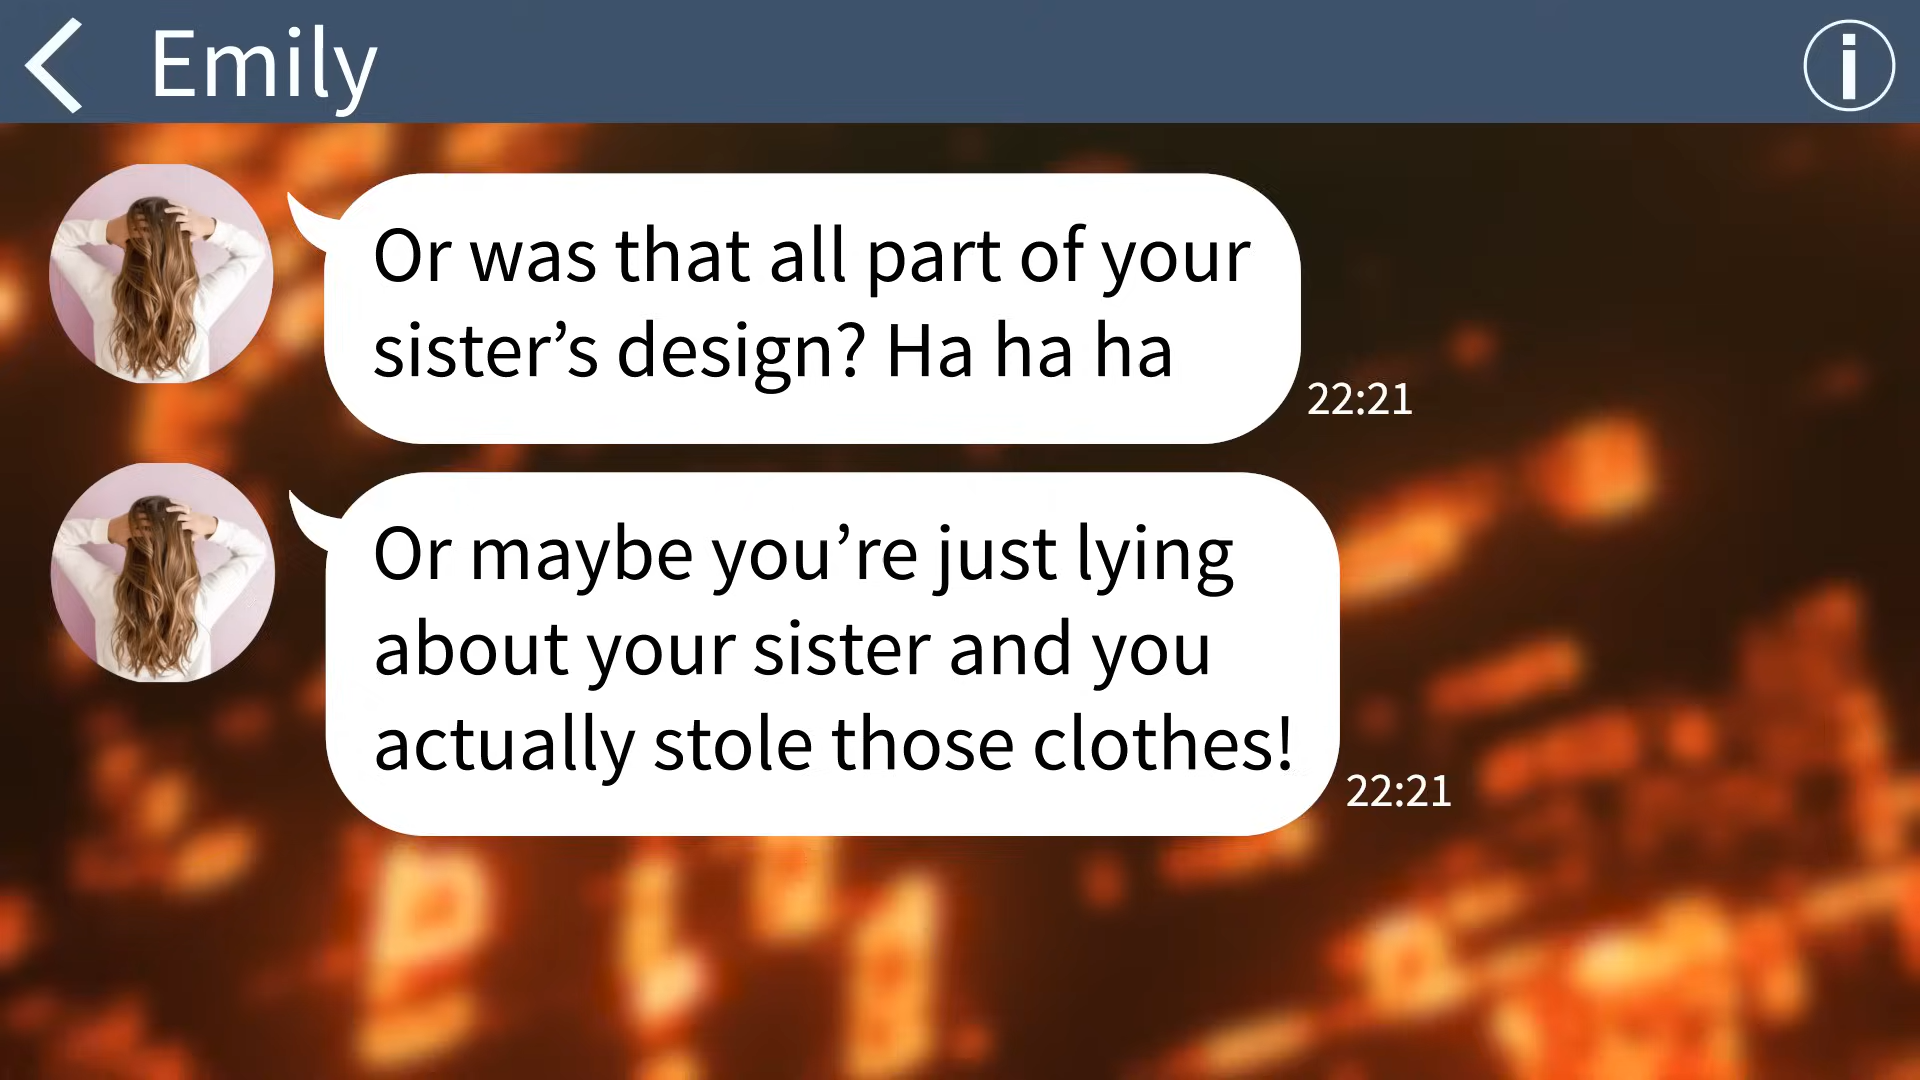 Emily
Or was that all part of your
sister’s design? Ha ha ha
22:21
Or maybe you’re just lying
about your sister and you
actually stole those clothes!
22:21